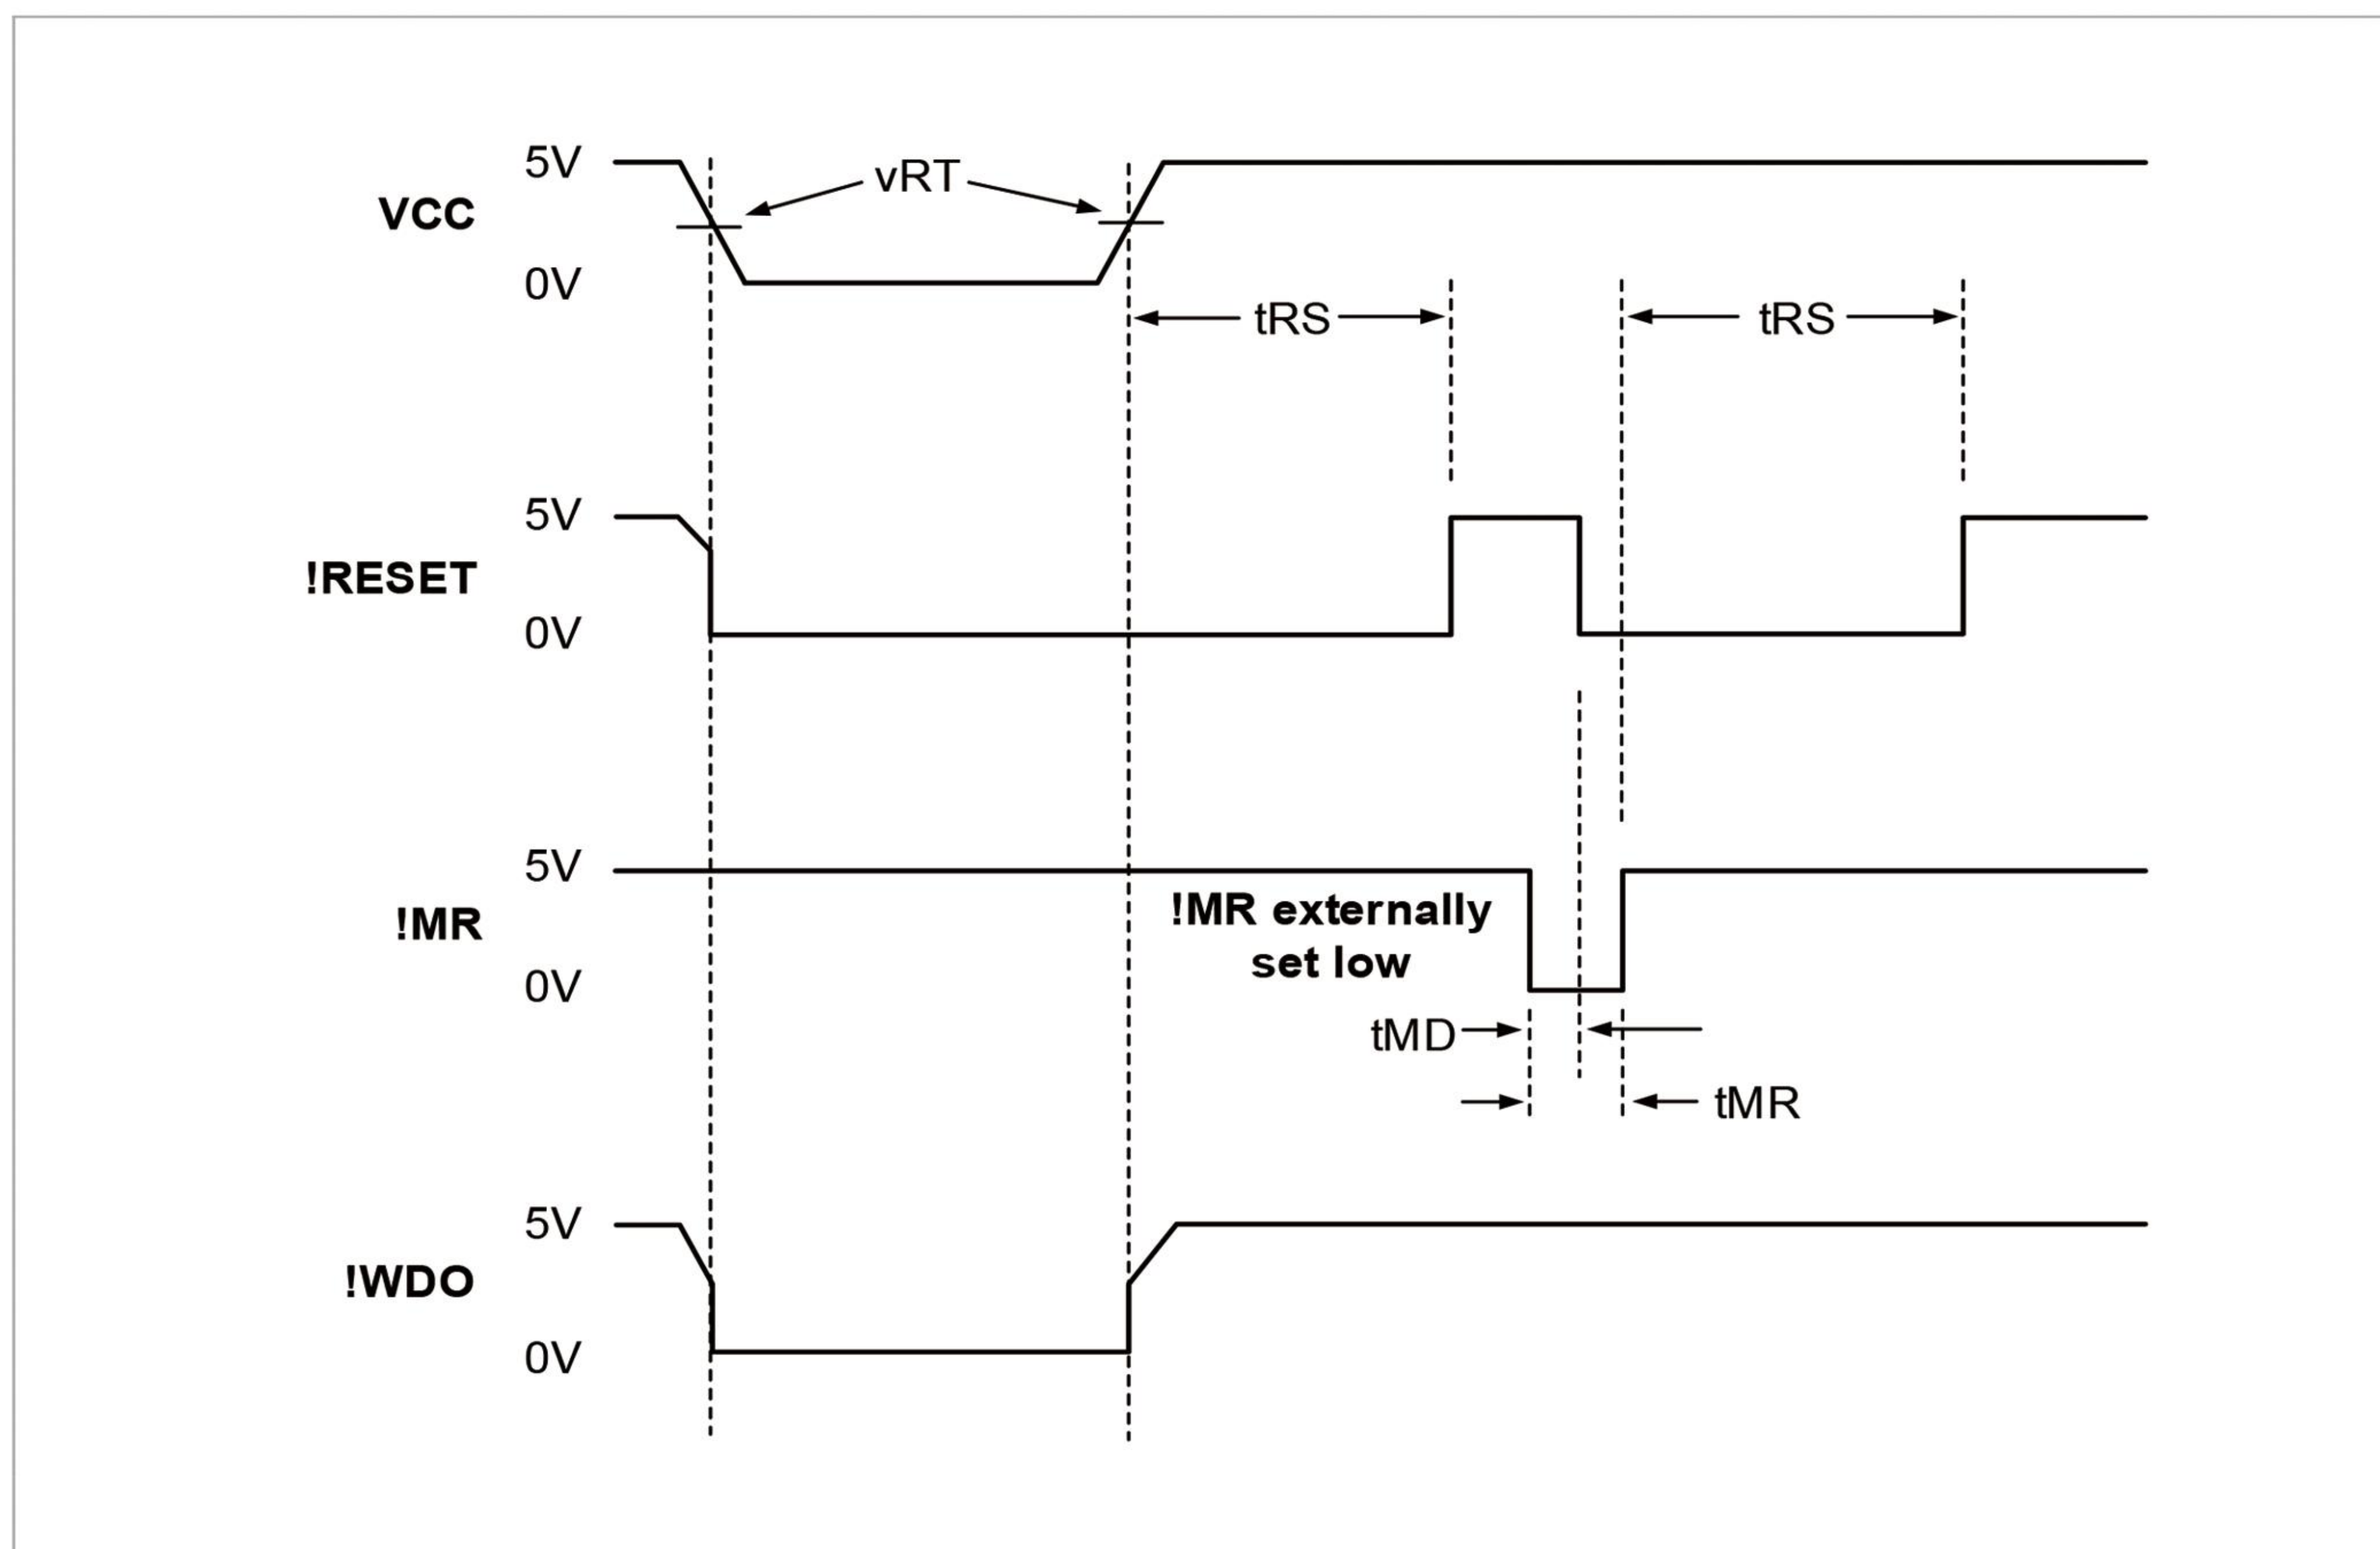 5V
vRT
VCC
0V
tRS
tRS
5V
!RESET
0V
5V
!MR externally
!MR
set low
0V
tMD
tMR
5V
!WDO
0V